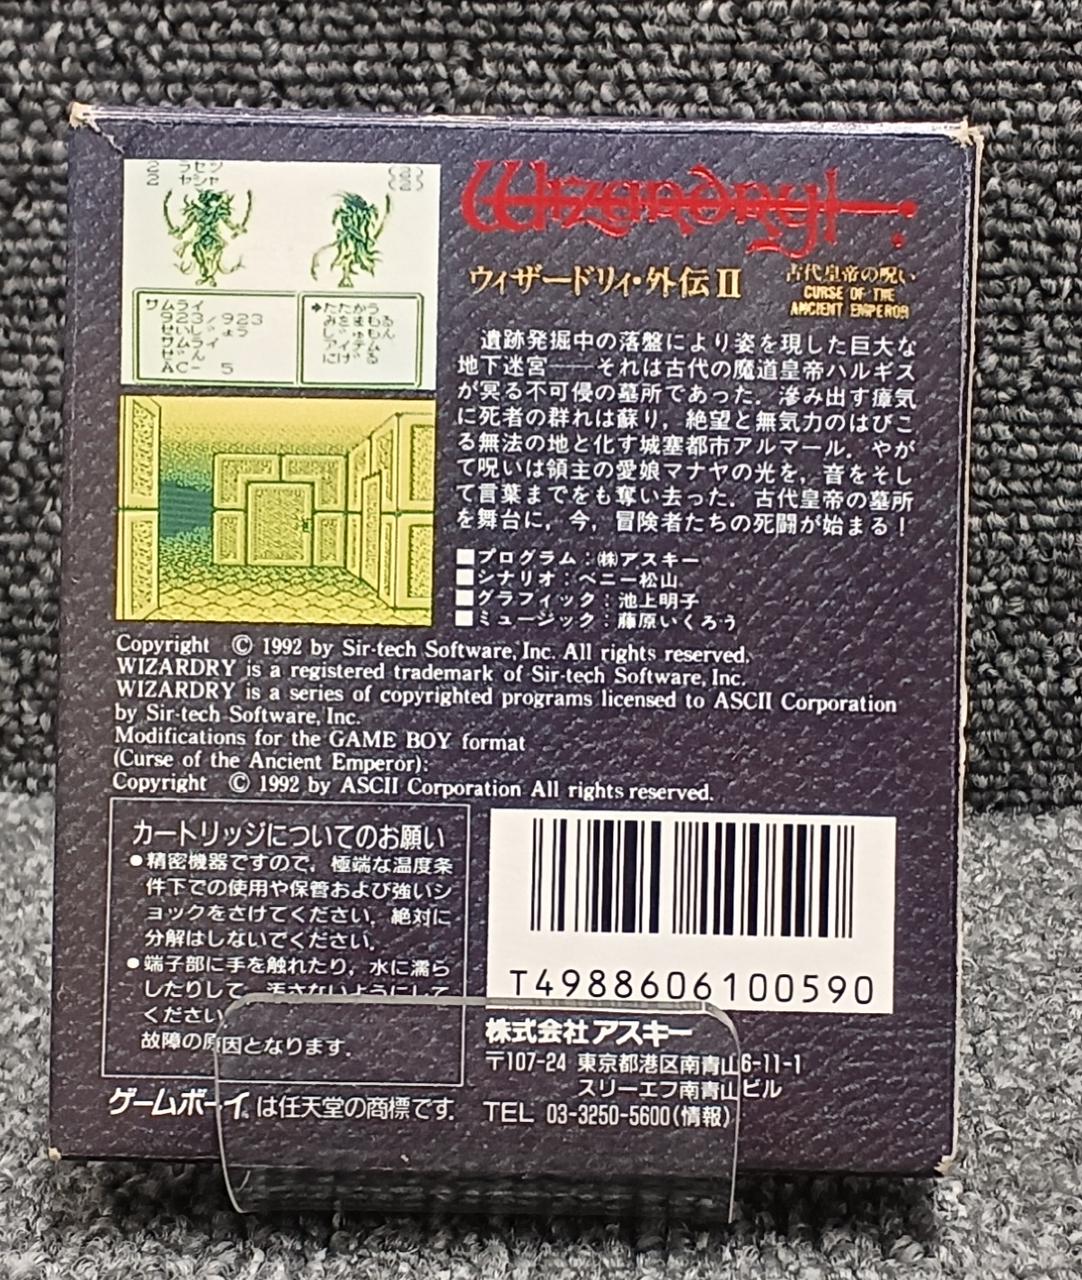 2 ラセツ (2)
2 ヤシャ (2)
サムライ
923/923
せいじょう
サムライ
ぜん
AC- 5
➔たたかう
みをまもる
じゅもん
アイテム
にげる
Wizardry
ウィザードリィ・外伝II
古代皇帝の呪い
CURSE OF THE
ANCIENT EMPEROR
遺跡発掘中の落盤により姿を現した巨大な
地下迷宮──それは古代の魔道皇帝ハルギス
が冥る不可侵の墓所であった．滲み出す瘴気
に死者の群れは蘇り，絶望と無気力のはびこ
る無法の地と化す城塞都市アルマール．やが
て呪いは領主の愛娘マナヤの光を，音をそし
て言葉までをも奪い去った．古代皇帝の墓所
を舞台に，今，冒険者たちの死闘が始まる！
■プログラム：㈱アスキー
■シナリオ：ベニー松山
■グラフィック：池上明子
■ミュージック：藤原いくろう
Copyright © 1992 by Sir-tech Software, Inc. All rights reserved.
WIZARDRY is a registered trademark of Sir-tech Software, Inc.
WIZARDRY is a series of copyrighted programs licensed to ASCII Corporation
by Sir-tech Software, Inc.
Modifications for the GAME BOY format
(Curse of the Ancient Emperor):
Copyright © 1992 by ASCII Corporation All rights reserved.
カートリッジについてのお願い
●精密機器ですので，極端な温度条
件下での使用や保管および強いシ
ョックをさけてください．絶対に
分解はしないでください．
●端子部に手を触れたり，水に濡ら
したりして，汚さないようにして
ください．
故障の原因となります．
ゲームボーイは任天堂の商標です．
T4988606100590
株式会社アスキー
〒107-24 東京都港区南青山6-11-1
スリーエフ南青山ビル
TEL 03-3250-5600(情報)